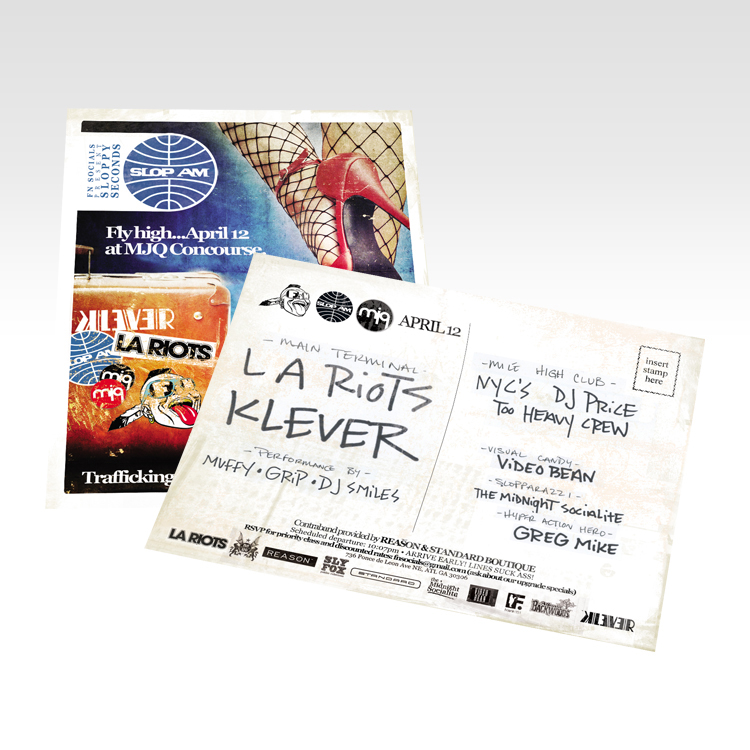 FN SOCIALS
PRESENT
SLOPPY
SECONDS
SLOP AM
Fly high...April 12
at MJQ Concourse.
KLEVER
SLOP AM
LA RIOTS
mjq
mjq
Trafficking
SLOP AM
mjq
APRIL 12
- MAIN TERMINAL -
LA RIOTS
KLEVER
- PERFORMANCE BY -
MUFFY • GRIP • DJ SMILES
insert
stamp
here
- MILE HIGH CLUB -
NYC'S DJ PRICE
TOO HEAVY CREW
- VISUAL CANDY -
VIDEO BEAN
- SLOPPARAZZI -
THE MIDNIGHT SOCIALITE
- HYPER ACTION HERO -
GREG MIKE
Contraband provided by REASON & STANDARD BOUTIQUE
Scheduled departure: 10:07pm • ARRIVE EARLY! LINES SUCK ASS!
RSVP for priority class and discounted rates: fnsocials@gmail.com (ask about our upgrade specials)
736 Ponce de Leon Ave NE, ATL GA 30306
LA RIOTS
REASON
SLY
FOX
STANDARD
the
Midnight
Socialite
VIDEO
BEAN
KLEVER